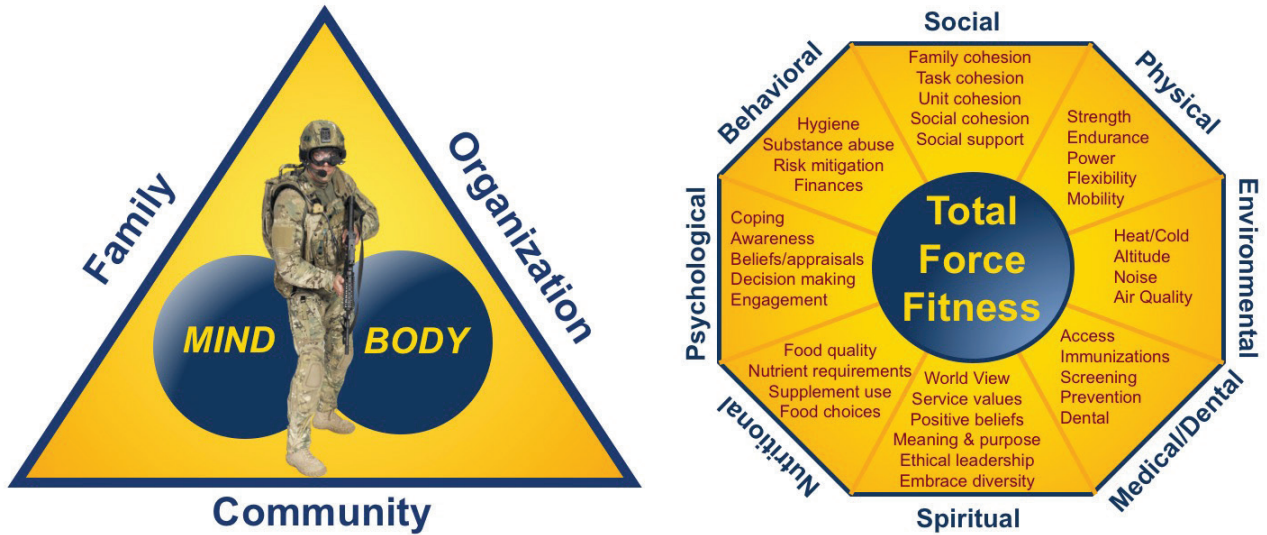 Family
Organization
MIND
BODY
Community
Social
Family cohesion
Task cohesion
Unit cohesion
Social cohesion
Social support
Physical
Strength
Endurance
Power
Flexibility
Mobility
Environmental
Heat/Cold
Altitude
Noise
Air Quality
Medical/Dental
Access
Immunizations
Screening
Prevention
Dental
Spiritual
World View
Service values
Positive beliefs
Meaning & purpose
Ethical leadership
Embrace diversity
Nutritional
Food quality
Nutrient requirements
Supplement use
Food choices
Psychological
Coping
Awareness
Beliefs/appraisals
Decision making
Engagement
Behavioral
Hygiene
Substance abuse
Risk mitigation
Finances
Total
Force
Fitness